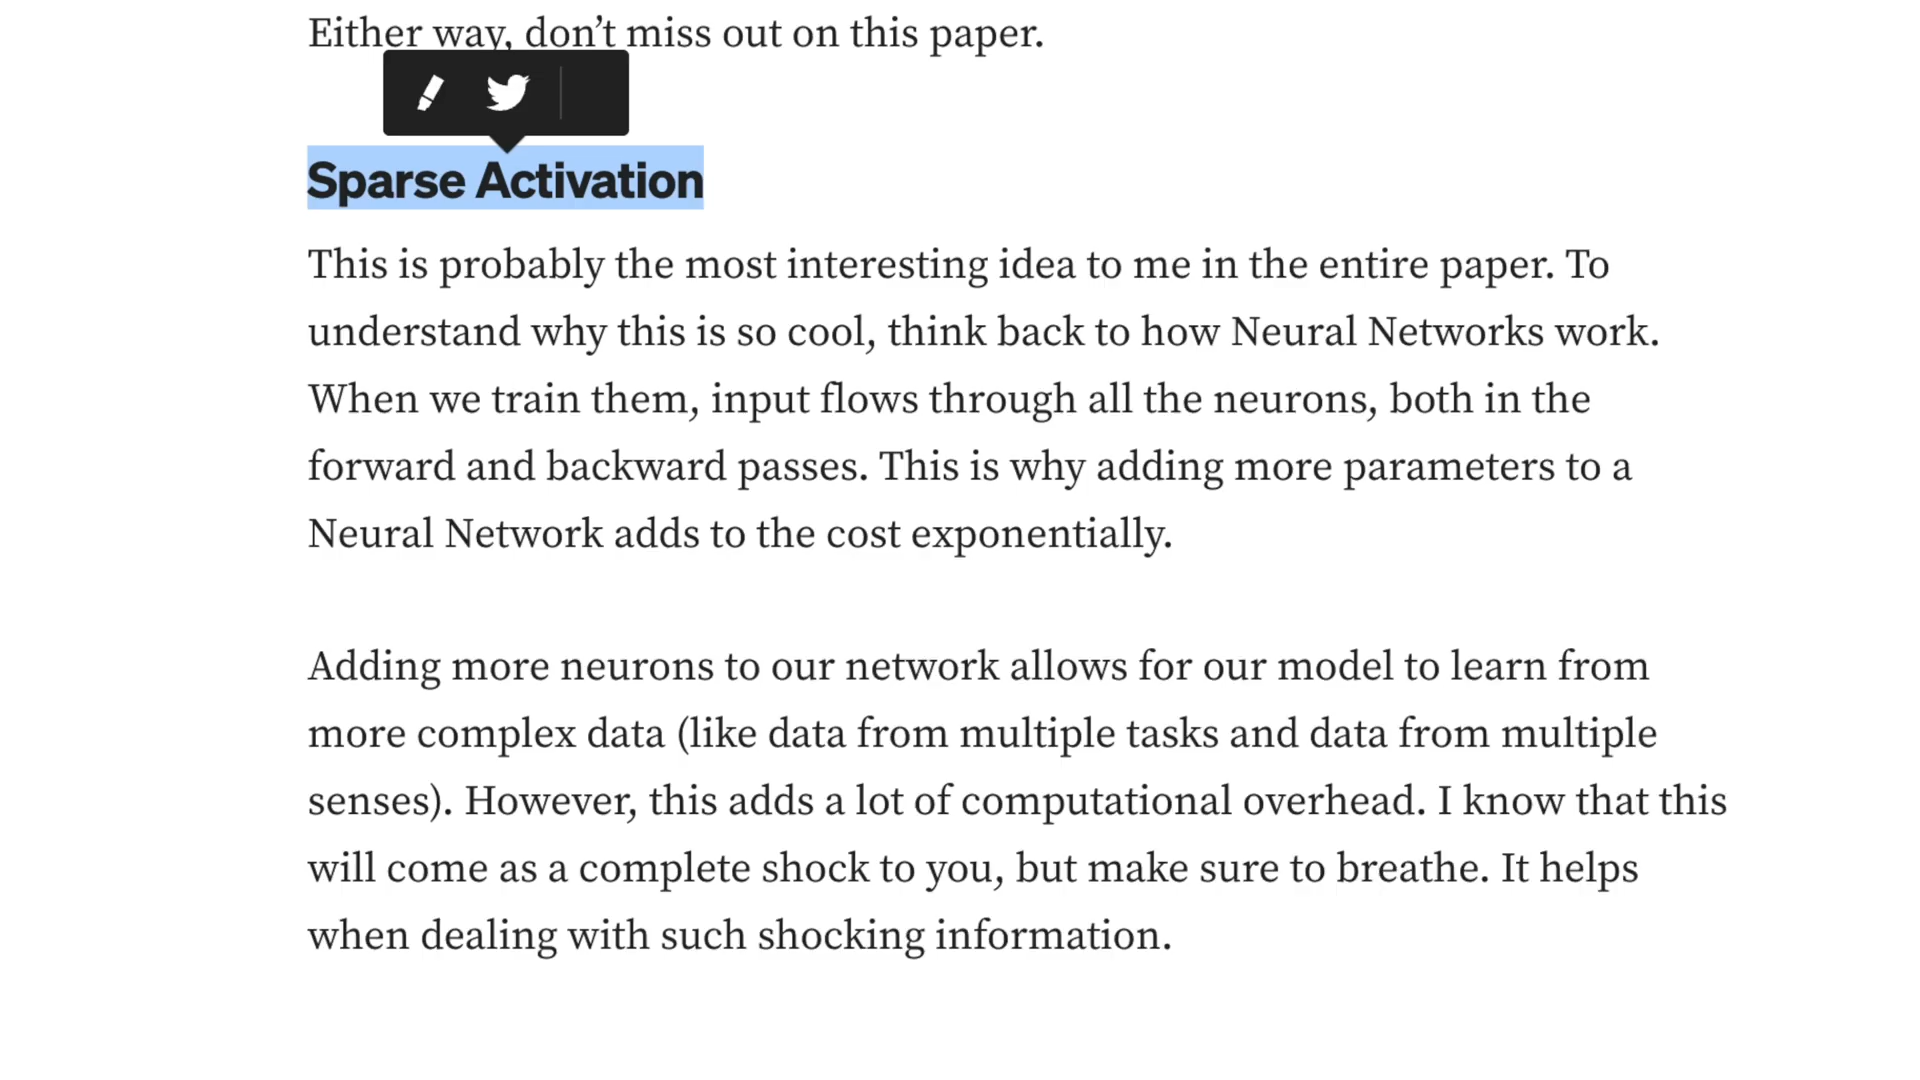 Either way, don’t miss out on this paper.
Sparse Activation
This is probably the most interesting idea to me in the entire paper. To
understand why this is so cool, think back to how Neural Networks work.
When we train them, input flows through all the neurons, both in the
forward and backward passes. This is why adding more parameters to a
Neural Network adds to the cost exponentially.
Adding more neurons to our network allows for our model to learn from
more complex data (like data from multiple tasks and data from multiple
senses). However, this adds a lot of computational overhead. I know that this
will come as a complete shock to you, but make sure to breathe. It helps
when dealing with such shocking information.